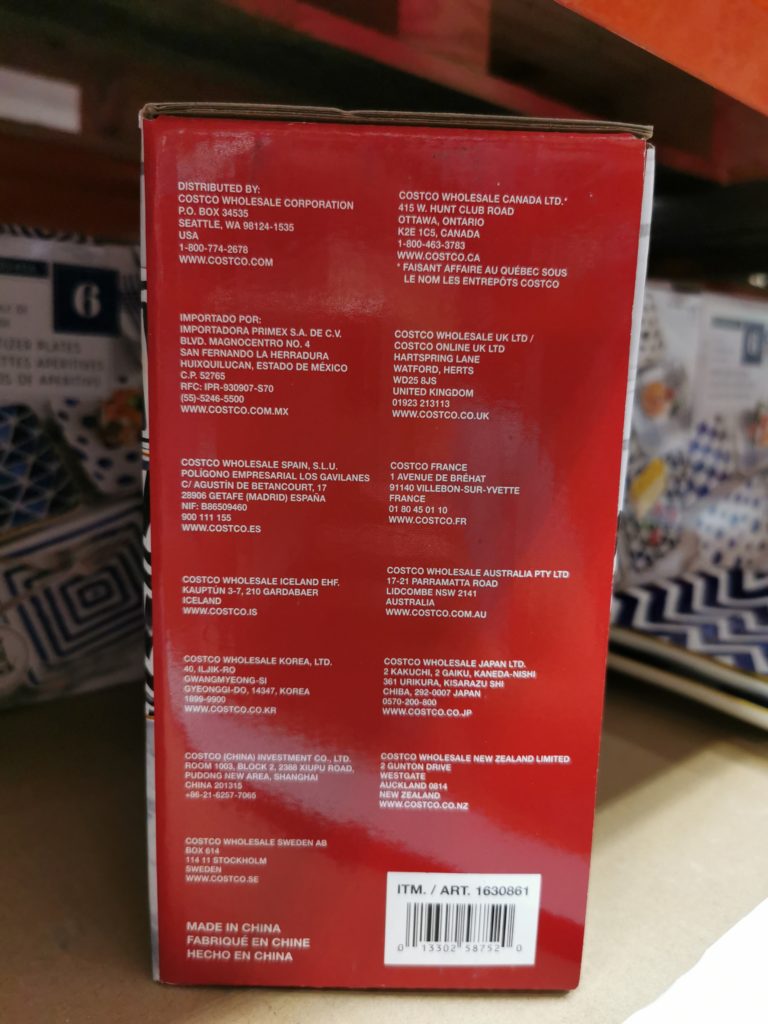 DISTRIBUTED BY:
COSTCO WHOLESALE CORPORATION
P.O. BOX 34535
SEATTLE, WA 98124-1535
USA
1-800-774-2678
WWW.COSTCO.COM
COSTCO WHOLESALE CANADA LTD.*
415 W. HUNT CLUB ROAD
OTTAWA, ONTARIO
K2E 1C5, CANADA
1-800-463-3783
WWW.COSTCO.CA
* FAISANT AFFAIRE AU QUÉBEC SOUS
LE NOM LES ENTREPÔTS COSTCO
IMPORTADO POR:
IMPORTADORA PRIMEX S.A. DE C.V.
BLVD. MAGNOCENTRO NO. 4
SAN FERNANDO LA HERRADURA
HUIXQUILUCAN, ESTADO DE MÉXICO
C.P. 52765
RFC: IPR-930907-S70
(55)-5246-5500
WWW.COSTCO.COM.MX
COSTCO WHOLESALE UK LTD /
COSTCO ONLINE UK LTD
HARTSPRING LANE
WATFORD, HERTS
WD25 8JS
UNITED KINGDOM
01923 213113
WWW.COSTCO.CO.UK
COSTCO WHOLESALE SPAIN, S.L.U.
POLÍGONO EMPRESARIAL LOS GAVILANES
C/ AGUSTÍN DE BETANCOURT, 17
28906 GETAFE (MADRID) ESPAÑA
NIF: B86509460
900 111 155
WWW.COSTCO.ES
COSTCO FRANCE
1 AVENUE DE BRÉHAT
91140 VILLEBON-SUR-YVETTE
FRANCE
01 80 45 01 10
WWW.COSTCO.FR
COSTCO WHOLESALE ICELAND EHF.
KAUPTÚN 3-7, 210 GARDABAER
ICELAND
WWW.COSTCO.IS
COSTCO WHOLESALE AUSTRALIA PTY LTD
17-21 PARRAMATTA ROAD
LIDCOMBE NSW 2141
AUSTRALIA
WWW.COSTCO.COM.AU
COSTCO WHOLESALE KOREA, LTD.
40, ILJIK-RO
GWANGMYEONG-SI
GYEONGGI-DO, 14347, KOREA
1899-9900
WWW.COSTCO.CO.KR
COSTCO WHOLESALE JAPAN LTD.
2 KAKUCHI, 2 GAIKU, KANEDA-NISHI
361 URIKURA, KISARAZU SHI
CHIBA, 292-0007 JAPAN
0570-200-800
WWW.COSTCO.CO.JP
COSTCO (CHINA) INVESTMENT CO., LTD.
ROOM 1003, BLOCK 2, 2388 XIUPU ROAD,
PUDONG NEW AREA, SHANGHAI
CHINA 201315
+86-21-6257-7065
COSTCO WHOLESALE NEW ZEALAND LIMITED
2 GUNTON DRIVE
WESTGATE
AUCKLAND 0814
NEW ZEALAND
WWW.COSTCO.CO.NZ
COSTCO WHOLESALE SWEDEN AB
BOX 614
114 11 STOCKHOLM
SWEDEN
WWW.COSTCO.SE
MADE IN CHINA
FABRIQUÉ EN CHINE
HECHO EN CHINA
ITM. / ART. 1630861
0 13302 58752 0
6
PLATES
APÉRITIVES
DE APERITIVO